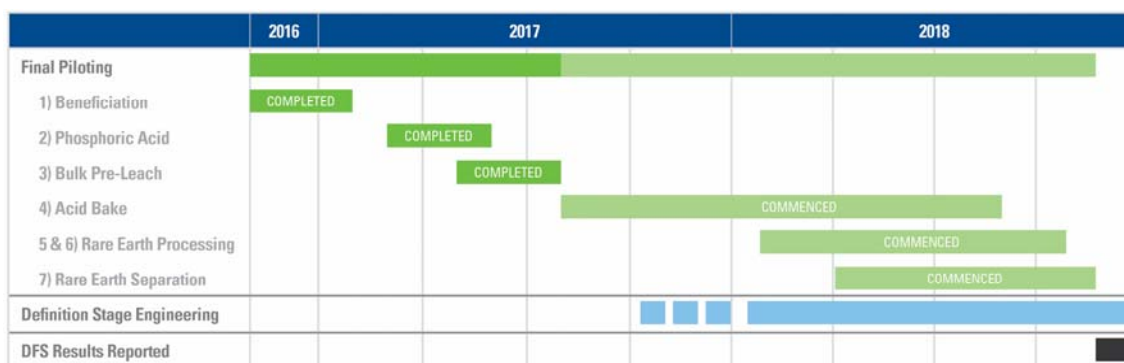 2016 2017 2018
Final Piloting
1) Beneficiation COMPLETED
2) Phosphoric Acid COMPLETED
3) Bulk Pre-Leach COMPLETED
4) Acid Bake COMMENCED
5 & 6) Rare Earth Processing COMMENCED
7) Rare Earth Separation COMMENCED
Definition Stage Engineering
DFS Results Reported